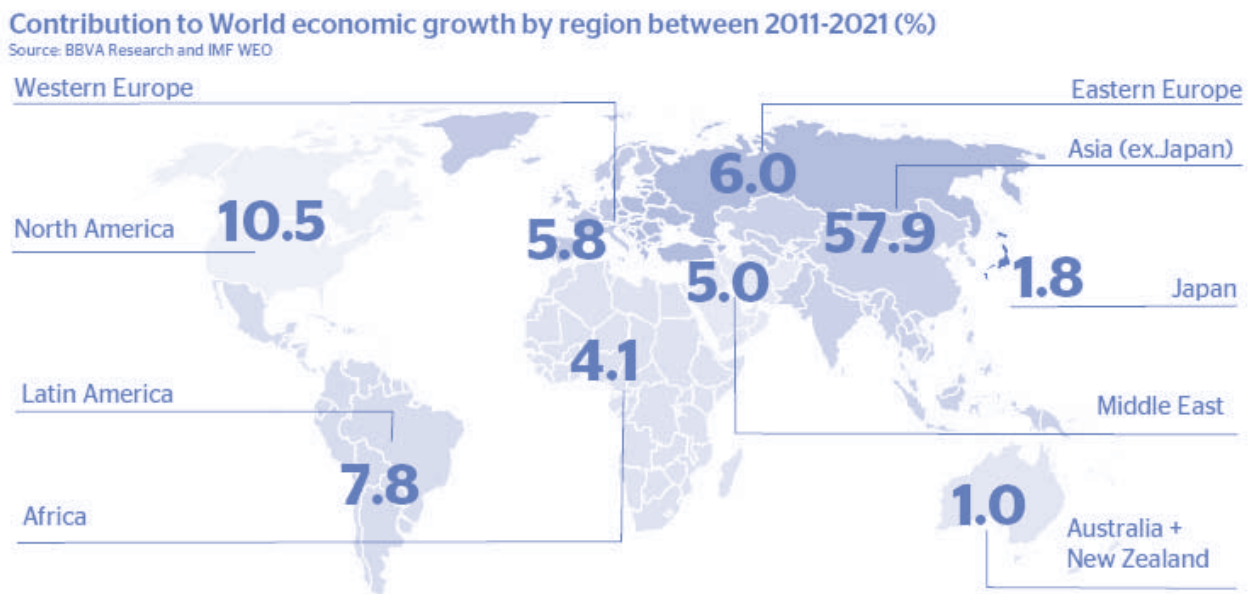 Contribution to World economic growth by region between 2011-2021 (%)
Source: BBVA Research and IMF WEO
Western Europe
Eastern Europe
Asia (ex.Japan)
6.0
North America
10.5
5.8
57.9
5.0
1.8
Japan
4.1
Latin America
Middle East
7.8
1.0
Africa
Australia +
New Zealand